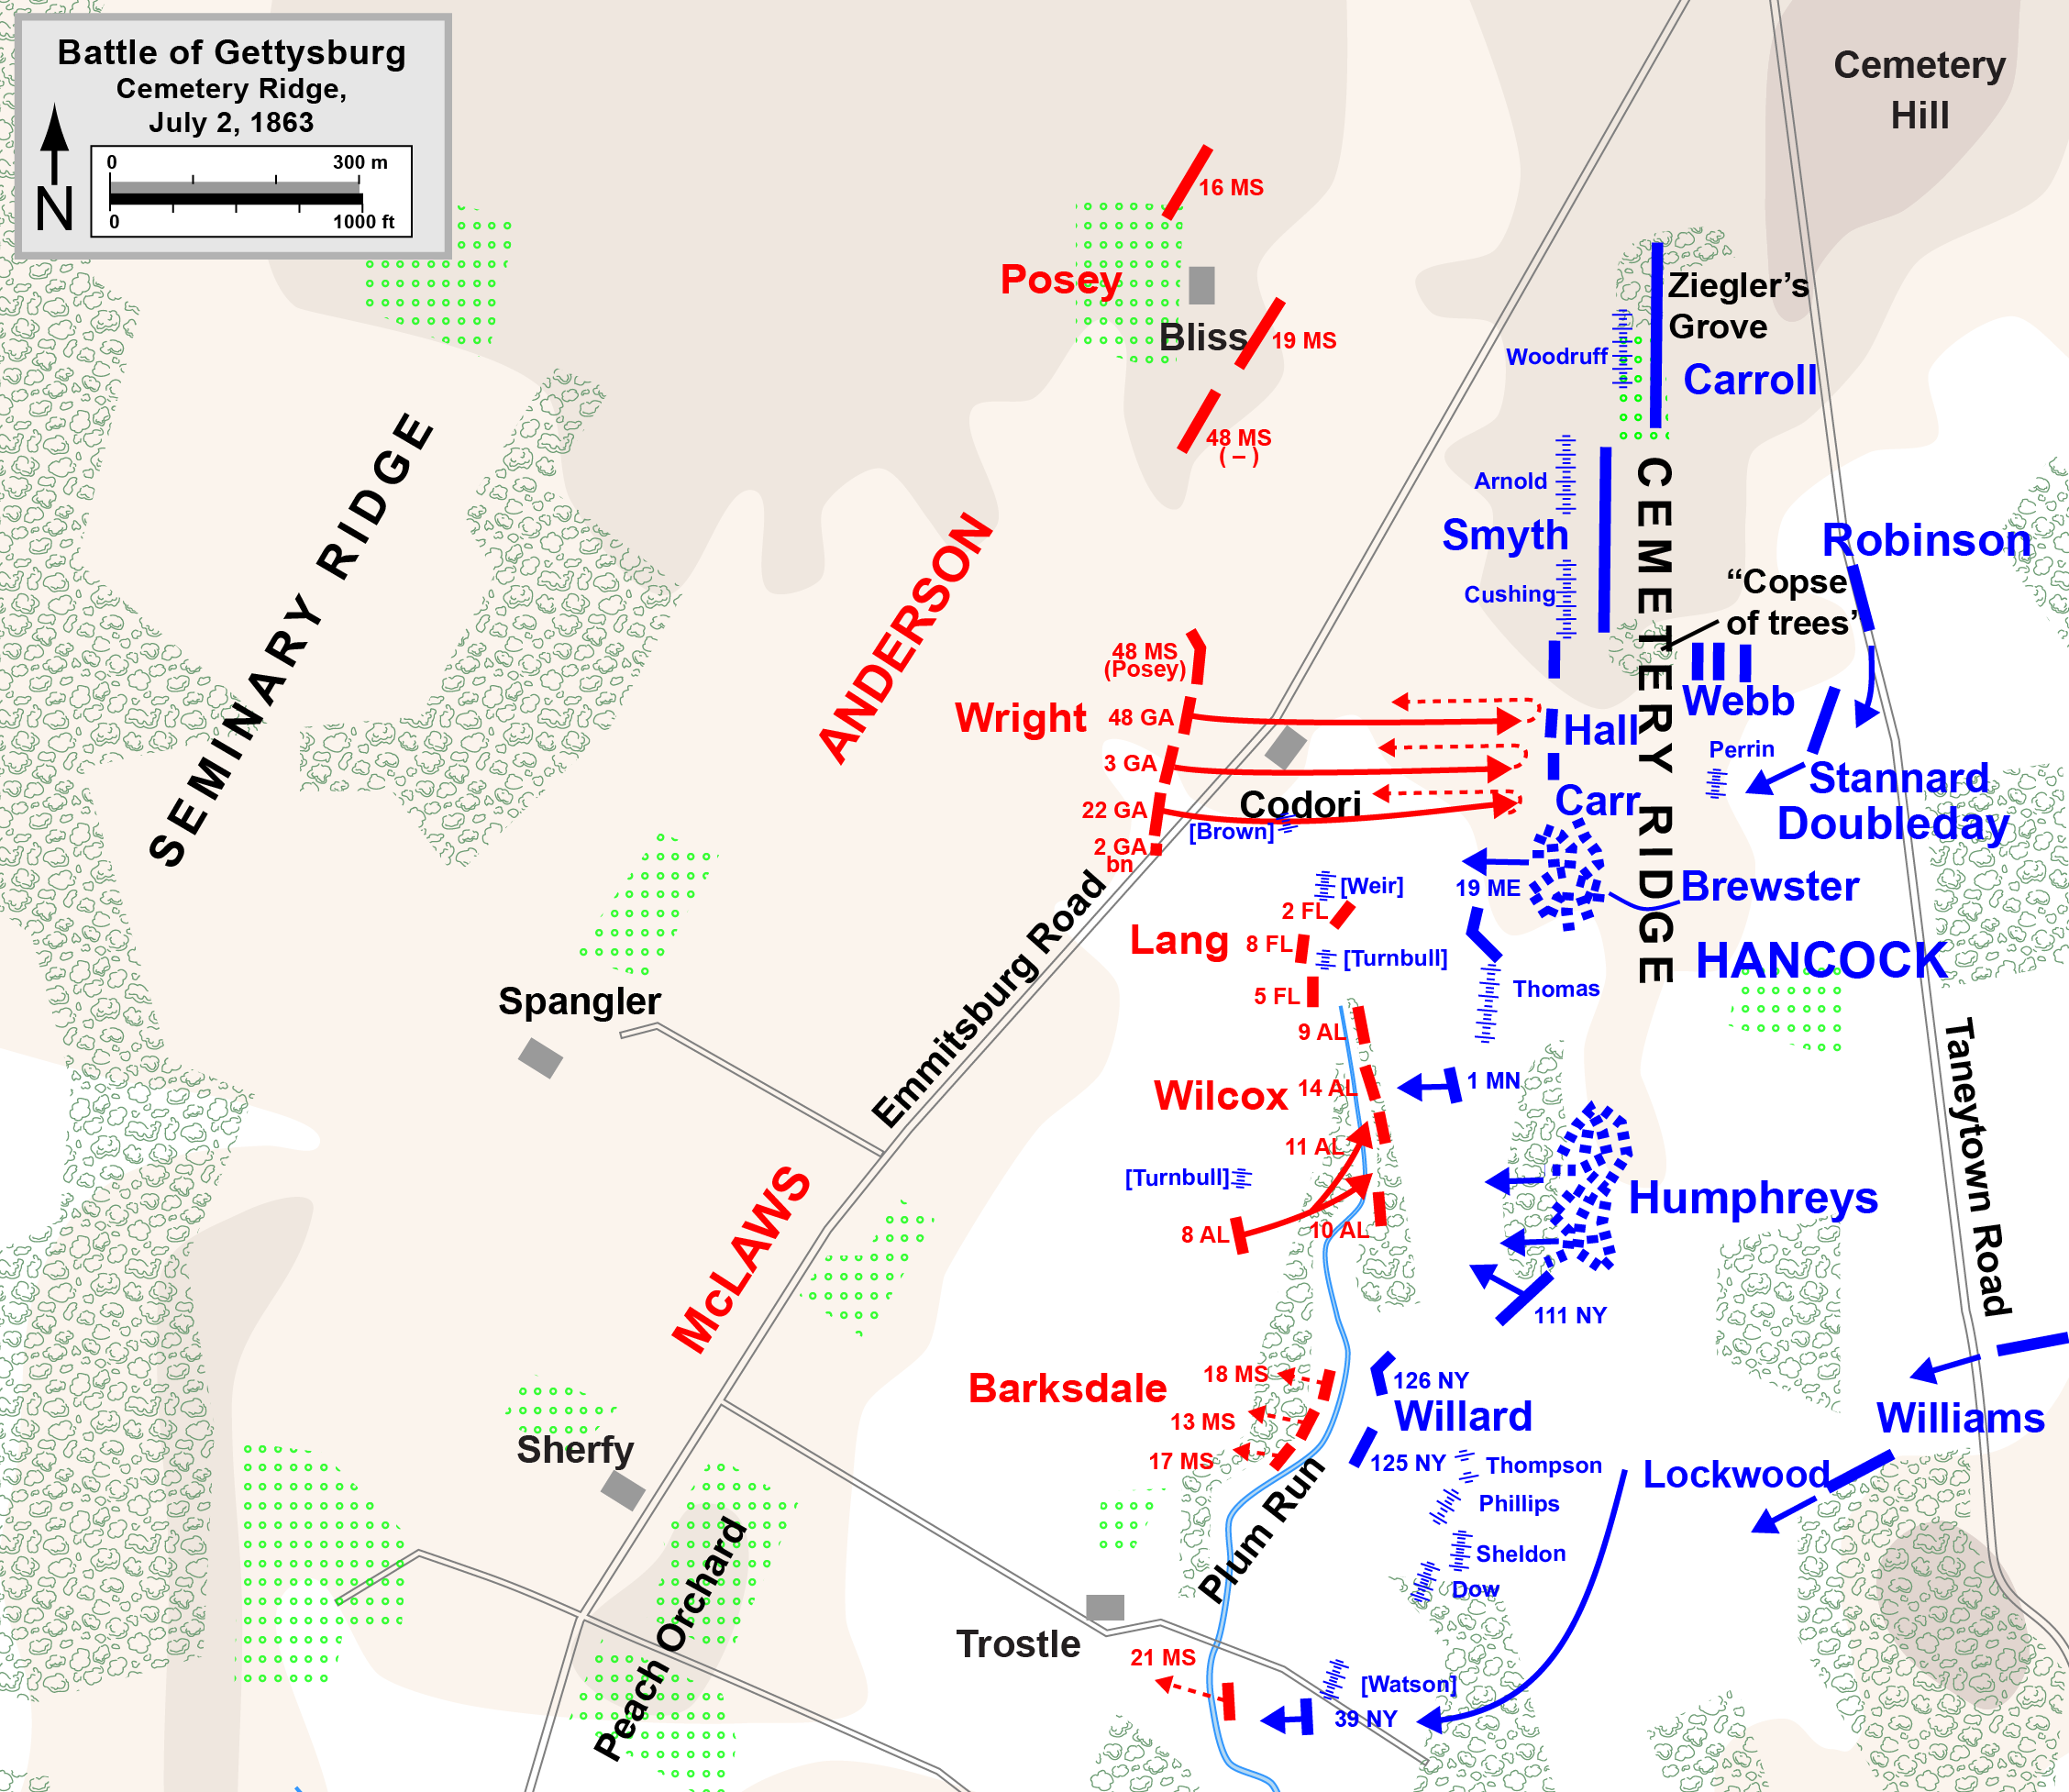 Battle of Gettysburg
Cemetery Ridge,
July 2, 1863
0
300 m
0
1000 ft
N
Cemetery
Hill
16 MS
Posey
Bliss
19 MS
48 MS
( – )
Ziegler’s
Grove
Woodruff
Carroll
SEMINARY RIDGE
ANDERSON
CEMETERY RIDGE
Arnold
Smyth
Cushing
Robinson
“Copse
of trees’
48 MS
(Posey)
Wright
48 GA
3 GA
22 GA
2 GA
bn
Hall
Webb
Perrin
Stannard
Doubleday
Carr
Codori
[Brown]
[Weir]
19 ME
Brewster
2 FL
Lang
8 FL
[Turnbull]
HANCOCK
5 FL
Thomas
Spangler
Emmitsburg Road
9 AL
Wilcox
14 AL
1 MN
11 AL
[Turnbull]
8 AL
10 AL
Humphreys
Taneytown Road
McLAWS
111 NY
Barksdale
18 MS
13 MS
17 MS
126 NY
Willard
125 NY
Williams
Lockwood
Thompson
Phillips
Sheldon
Dow
Sherfy
Plum Run
Peach Orchard
Trostle
21 MS
[Watson]
39 NY